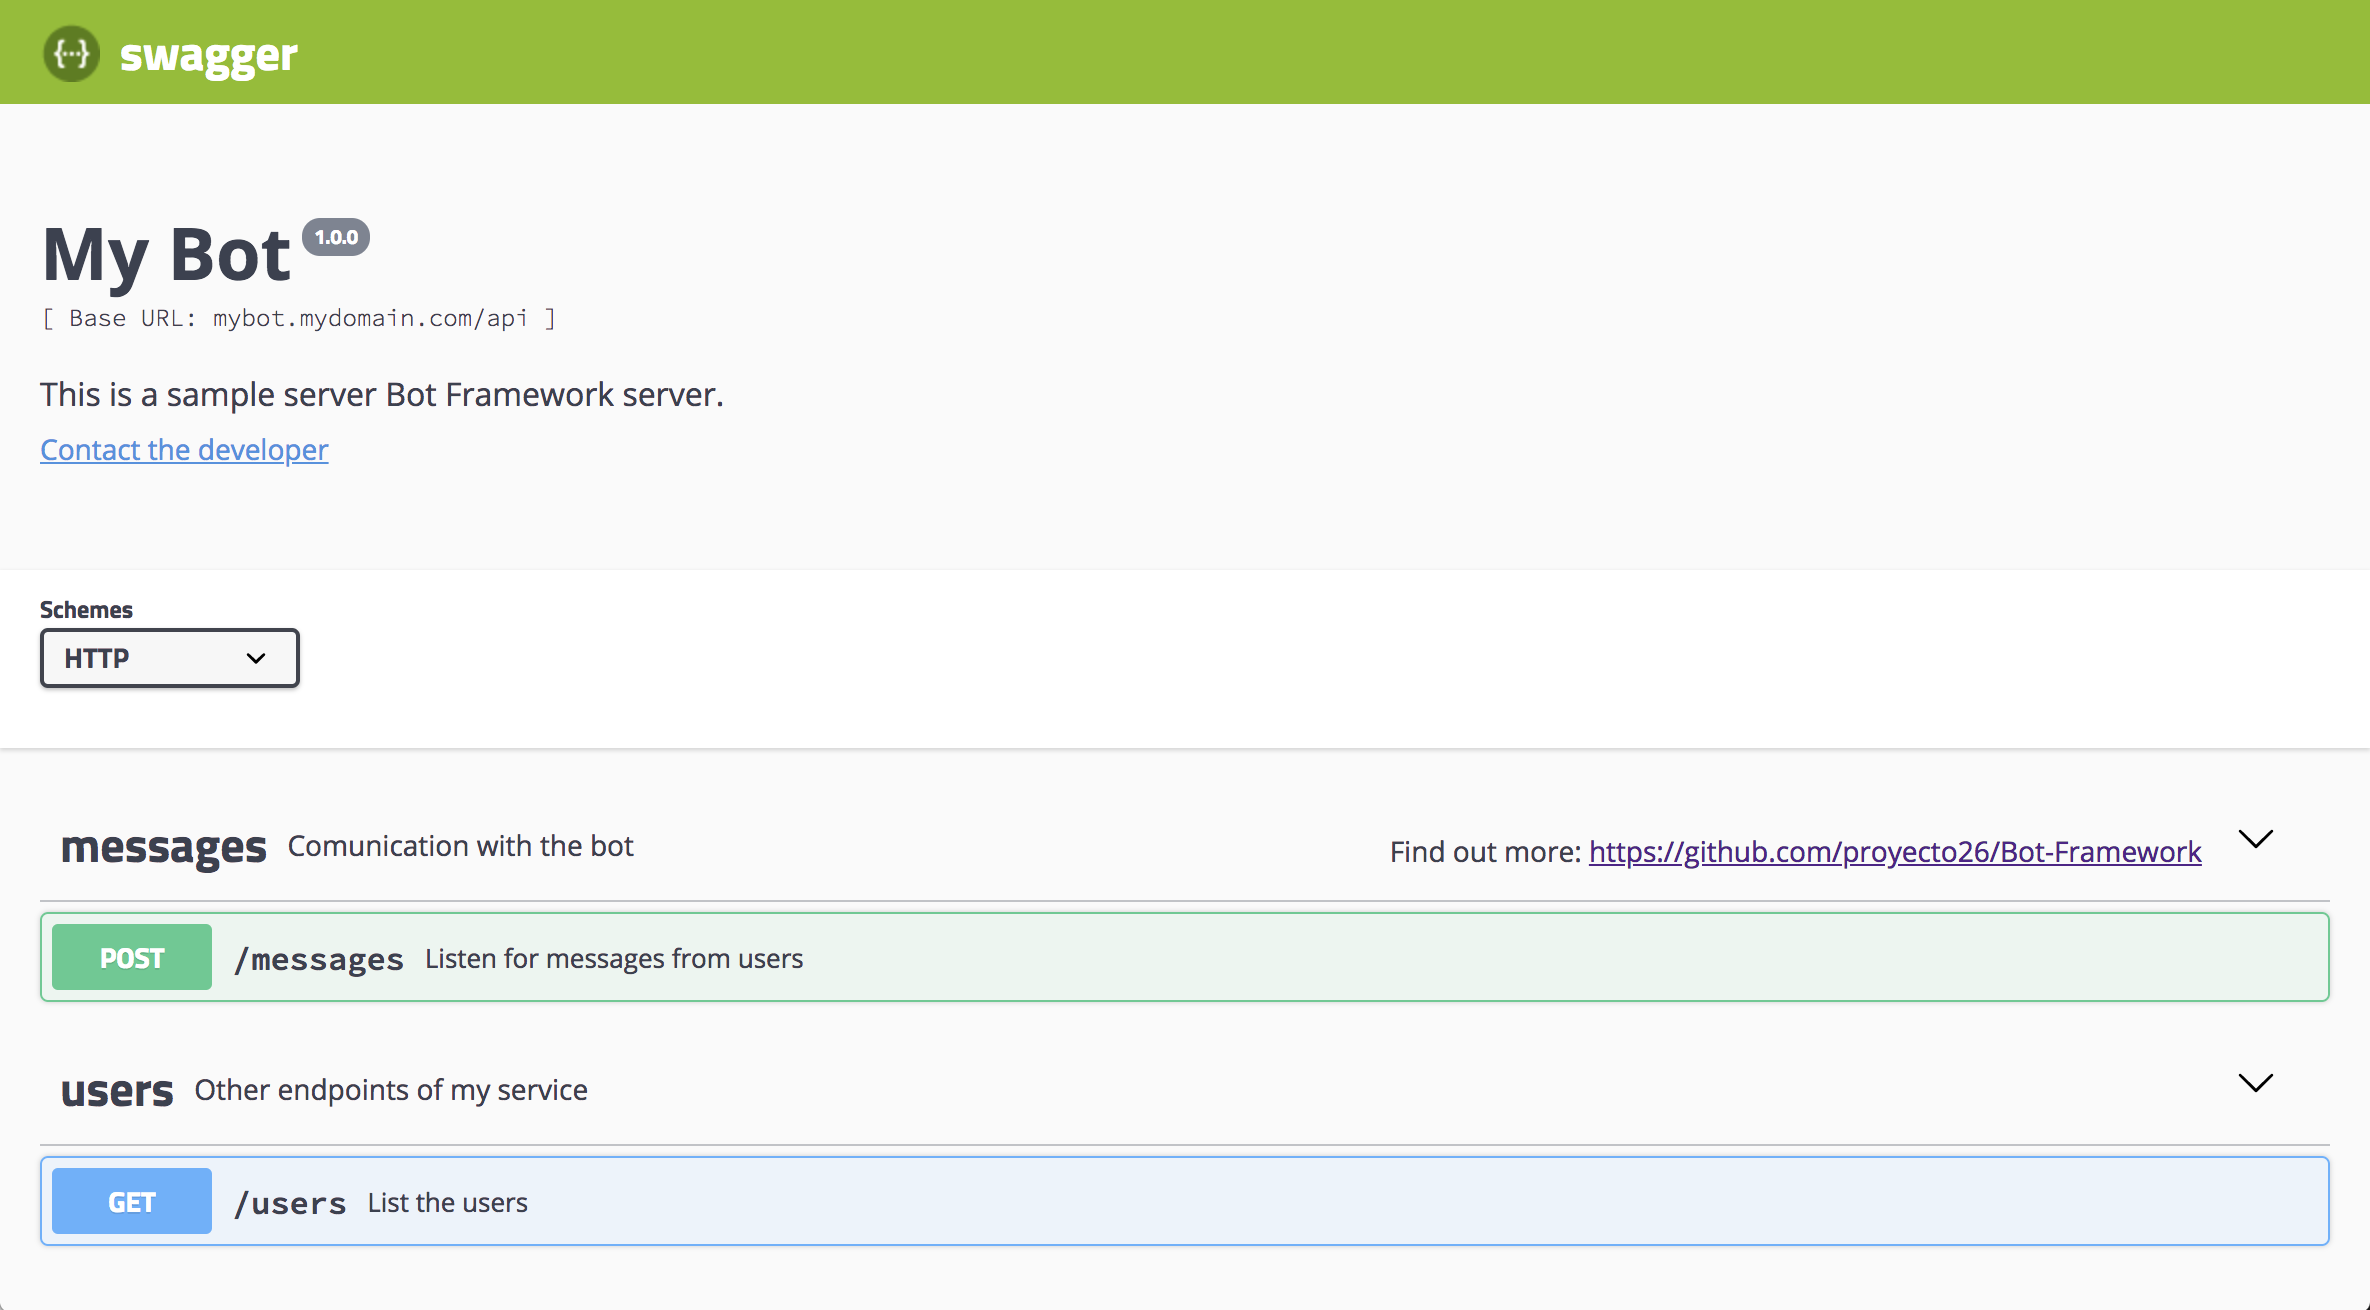 {...} swagger
My Bot 1.0.0
[ Base URL: mybot.mydomain.com/api ]
This is a sample server Bot Framework server.
Contact the developer
Schemes
HTTP
messages Comunication with the bot Find out more: https://github.com/proyecto26/Bot-Framework
POST /messages Listen for messages from users
users Other endpoints of my service
GET /users List the users